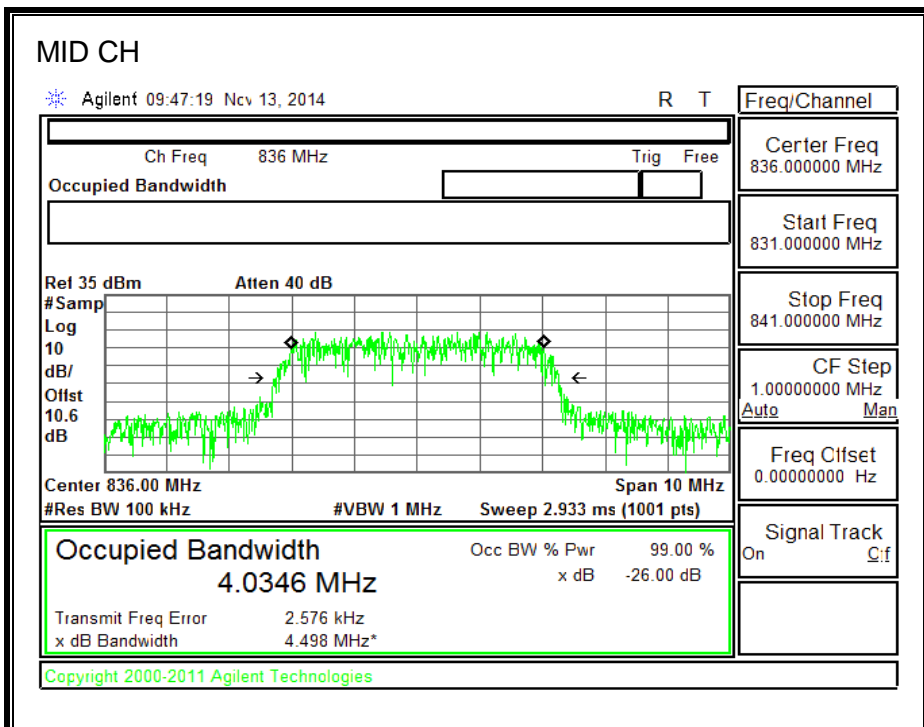 MID CH
Agilent 09:47:19 Nov 13, 2014 R T
Freq/Channel
Ch Freq 836 MHz Trig Free
Occupied Bandwidth
Center Freq
836.000000 MHz
Start Freq
831.000000 MHz
Stop Freq
841.000000 MHz
CF Step
1.00000000 MHz
Auto Man
Freq Offset
0.00000000 Hz
Signal Track
On Off
Ref 35 dBm Atten 40 dB
#Samp
Log
10
dB/
Offst
10.6
dB
Center 836.00 MHz Span 10 MHz
#Res BW 100 kHz #VBW 1 MHz Sweep 2.933 ms (1001 pts)
Occupied Bandwidth Occ BW % Pwr 99.00 %
4.0346 MHz x dB -26.00 dB
Transmit Freq Error 2.576 kHz
x dB Bandwidth 4.498 MHz*
Copyright 2000-2011 Agilent Technologies